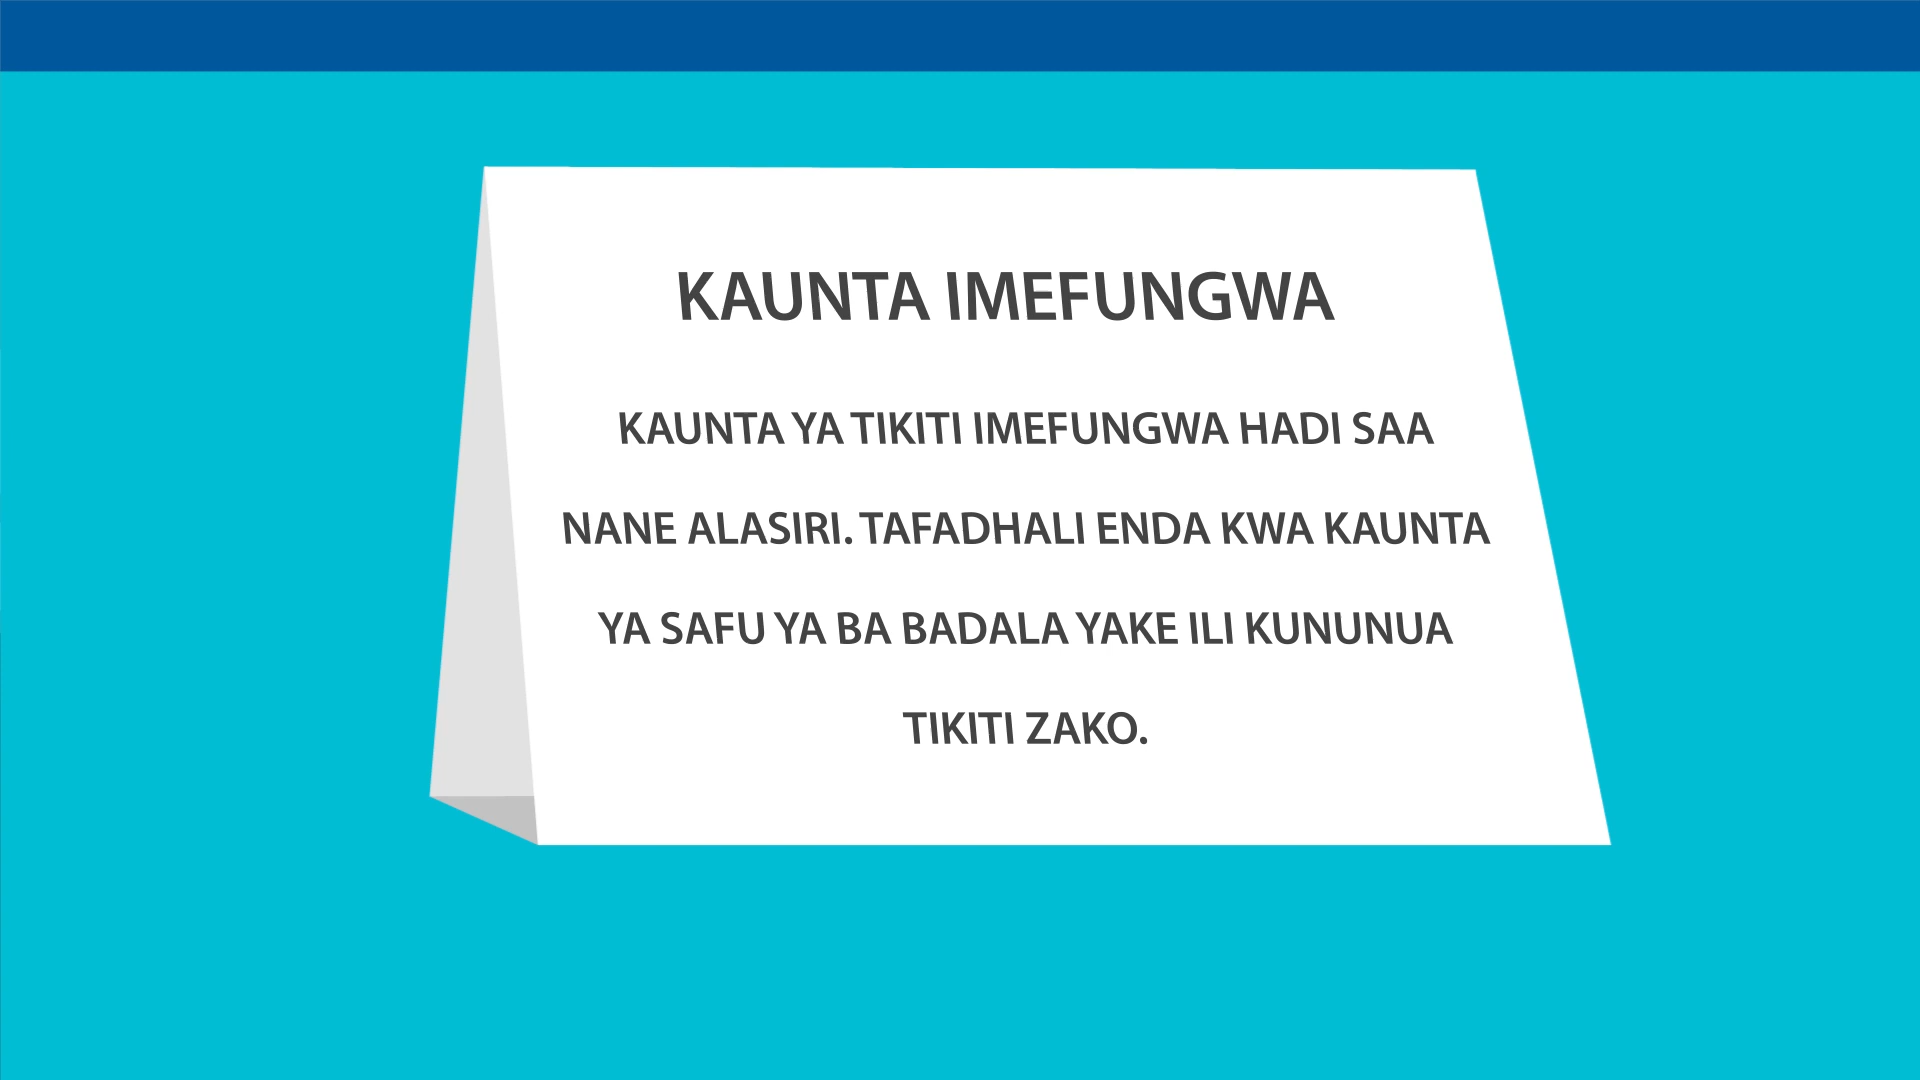 KAUNTA IMEFUNGWA
KAUNTA YA TIKITI IMEFUNGWA HADI SAA
NANE ALASIRI. TAFADHALI ENDA KWA KAUNTA
YA SAFU YA BA BADALA YAKE ILI KUNUNUA
TIKITI ZAKO.